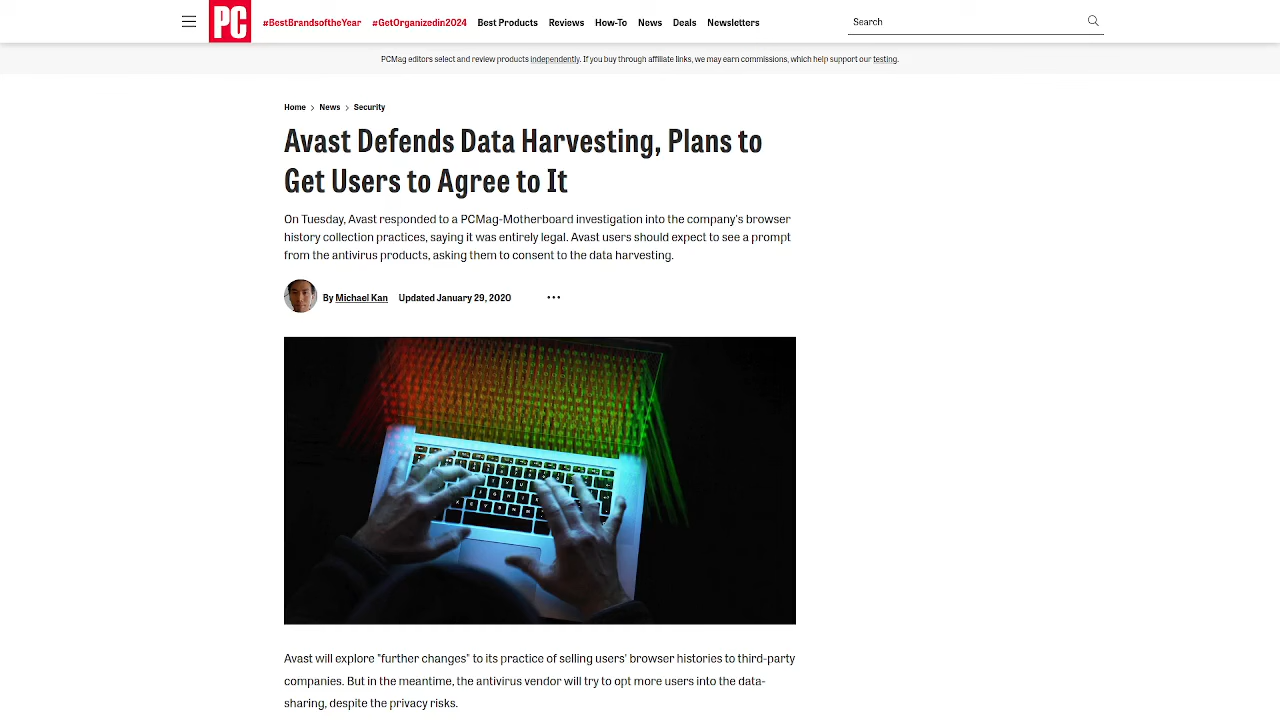 PC
#BestBrandsoftheYear #GetOrganizedin2024 Best Products Reviews How-To News Deals Newsletters Search
PCMag editors select and review products independently. If you buy through affiliate links, we may earn commissions, which help support our testing.
Home > News > Security
Avast Defends Data Harvesting, Plans to
Get Users to Agree to It
On Tuesday, Avast responded to a PCMag-Motherboard investigation into the company's browser
history collection practices, saying it was entirely legal. Avast users should expect to see a prompt
from the antivirus products, asking them to consent to the data harvesting.
By Michael Kan Updated January 29, 2020 •••
Avast will explore "further changes" to its practice of selling users' browser histories to third-party
companies. But in the meantime, the antivirus vendor will try to opt more users into the data-
sharing, despite the privacy risks.